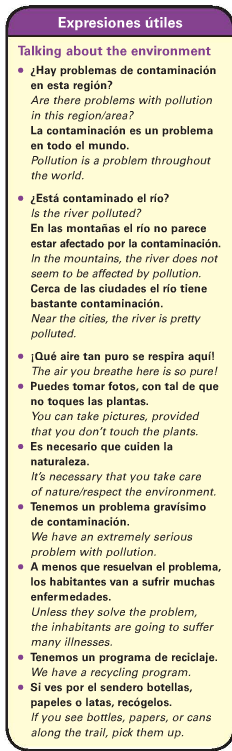 Expresiones útiles
Talking about the environment
• ¿Hay problemas de contaminación
en esta región?
Are there problems with pollution
in this region/area?
La contaminación es un problema
en todo el mundo.
Pollution is a problem throughout
the world.
• ¿Está contaminado el río?
Is the river polluted?
En las montañas el río no parece
estar afectado por la contaminación.
In the mountains, the river does not
seem to be affected by pollution.
Cerca de las ciudades el río tiene
bastante contaminación.
Near the cities, the river is pretty
polluted.
• ¡Qué aire tan puro se respira aquí!
The air you breathe here is so pure!
• Puedes tomar fotos, con tal de que
no toques las plantas.
You can take pictures, provided
that you don't touch the plants.
• Es necesario que cuiden la
naturaleza.
It's necessary that you take care
of nature/respect the environment.
• Tenemos un problema gravísimo
de contaminación.
We have an extremely serious
problem with pollution.
• A menos que resuelvan el problema,
los habitantes van a sufrir muchas
enfermedades.
Unless they solve the problem,
the inhabitants are going to suffer
many illnesses.
• Tenemos un programa de reciclaje.
We have a recycling program.
• Si ves por el sendero botellas,
papeles o latas, recógelos.
If you see bottles, papers, or cans
along the trail, pick them up.